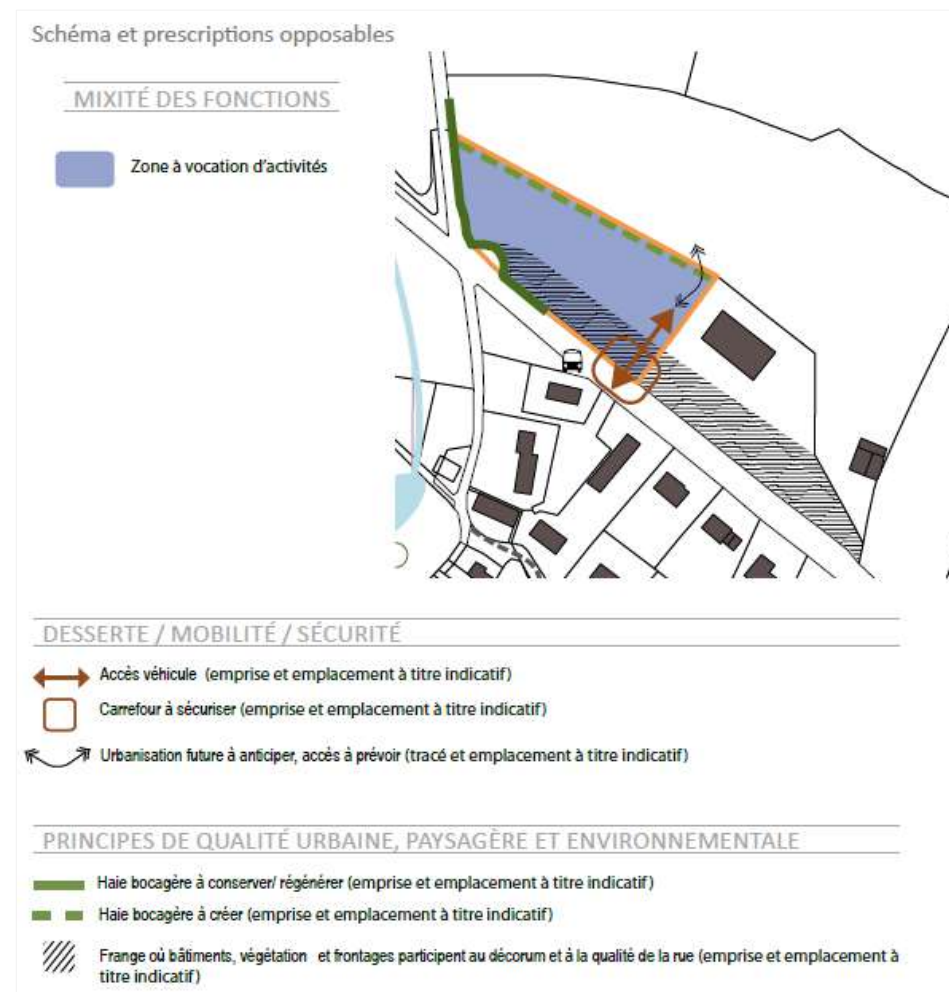 Schéma et prescriptions opposables
MIXITÉ DES FONCTIONS
Zone à vocation d'activités
DESSERTE / MOBILITÉ / SÉCURITÉ
Accès véhicule (emprise et emplacement à titre indicatif)
Carrefour à sécuriser (emprise et emplacement à titre indicatif)
Urbanisation future à anticiper, accès à prévoir (tracé et emplacement à titre indicatif)
PRINCIPES DE QUALITÉ URBAINE, PAYSAGÈRE ET ENVIRONNEMENTALE
Haie bocagère à conserver/ régénérer (emprise et emplacement à titre indicatif)
Haie bocagère à créer (emprise et emplacement à titre indicatif)
Frange où bâtiments, végétation et frontages participent au décorum et à la qualité de la rue (emprise et emplacement à
titre indicatif)